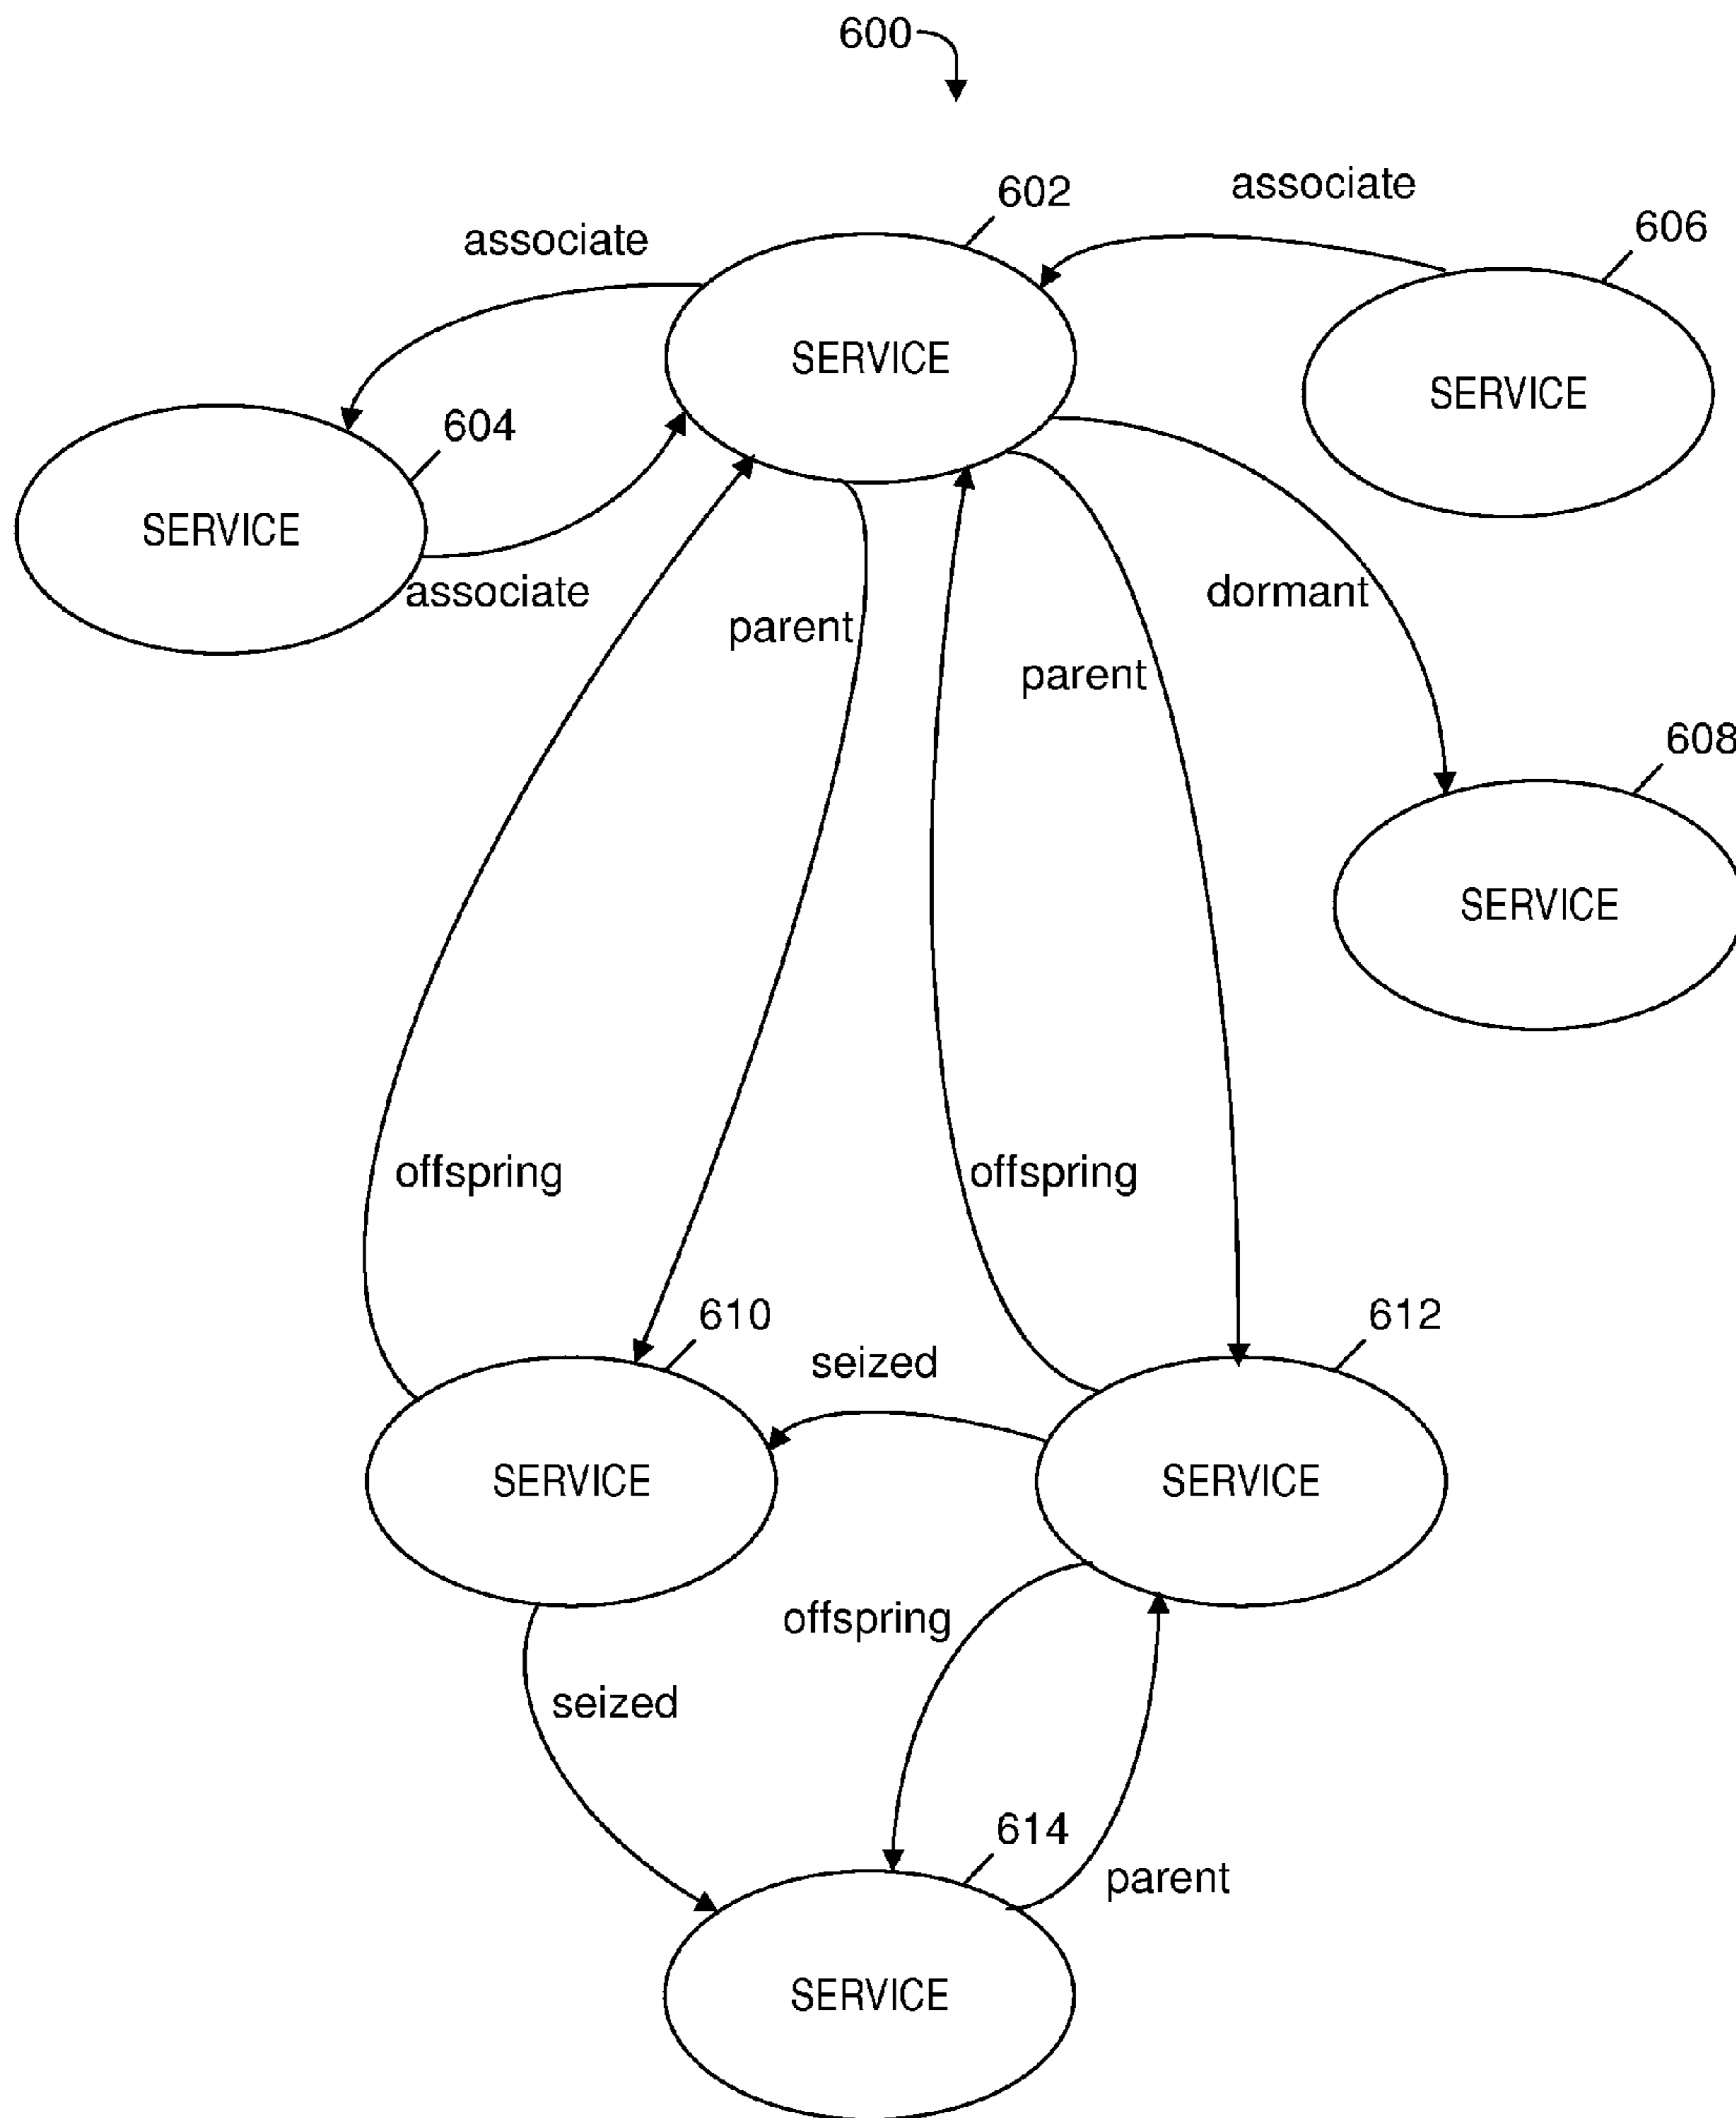 600
associate
602
606
associate
SERVICE
SERVICE
604
SERVICE
associate
parent
dormant
parent
608
SERVICE
offspring
offspring
610
612
seized
SERVICE
SERVICE
offspring
seized
614
parent
SERVICE